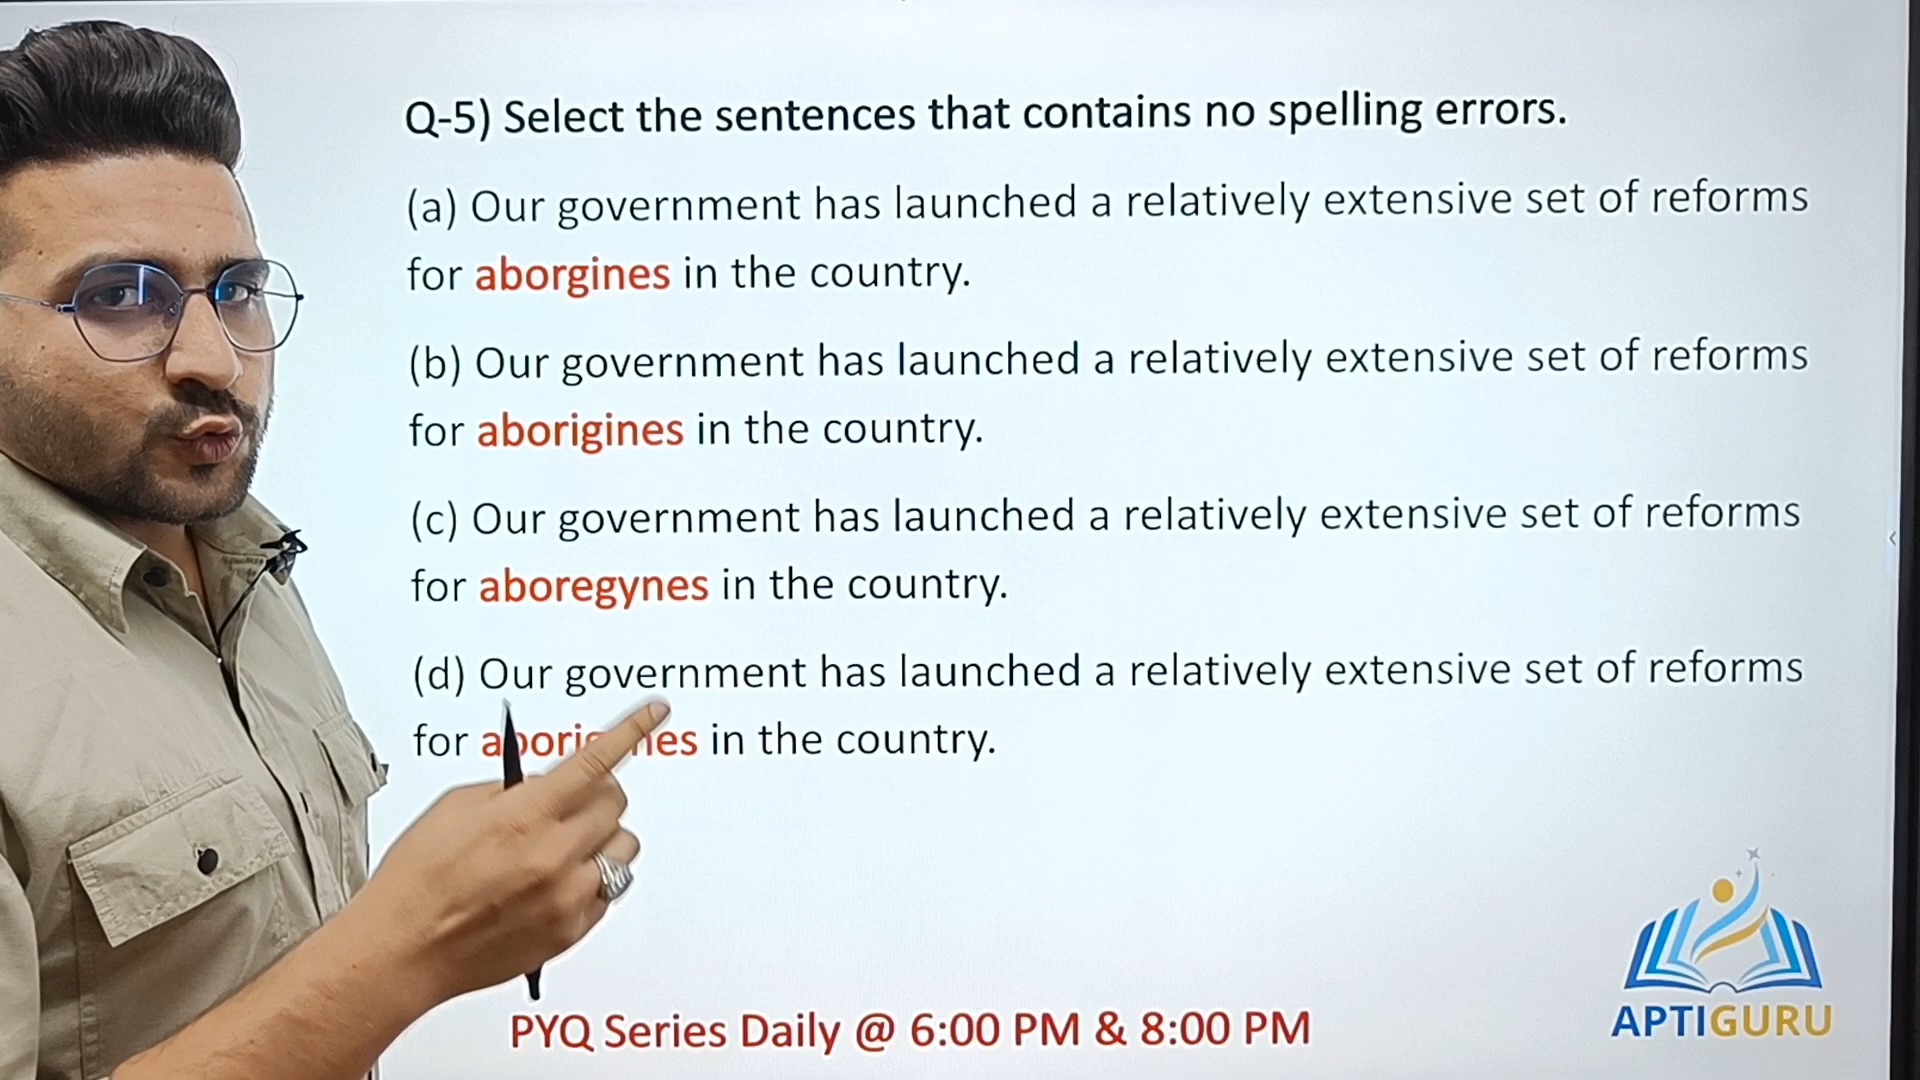 Q-5) Select the sentences that contains no spelling errors.
(a) Our government has launched a relatively extensive set of reforms
for aborgines in the country.
(b) Our government has launched a relatively extensive set of reforms
for aborigines in the country.
(c) Our government has launched a relatively extensive set of reforms
for aboregynes in the country.
(d) Our government has launched a relatively extensive set of reforms
for in the country.
PYQ Series Daily @ 6:00 PM & 8:00 PM
APTIGURU